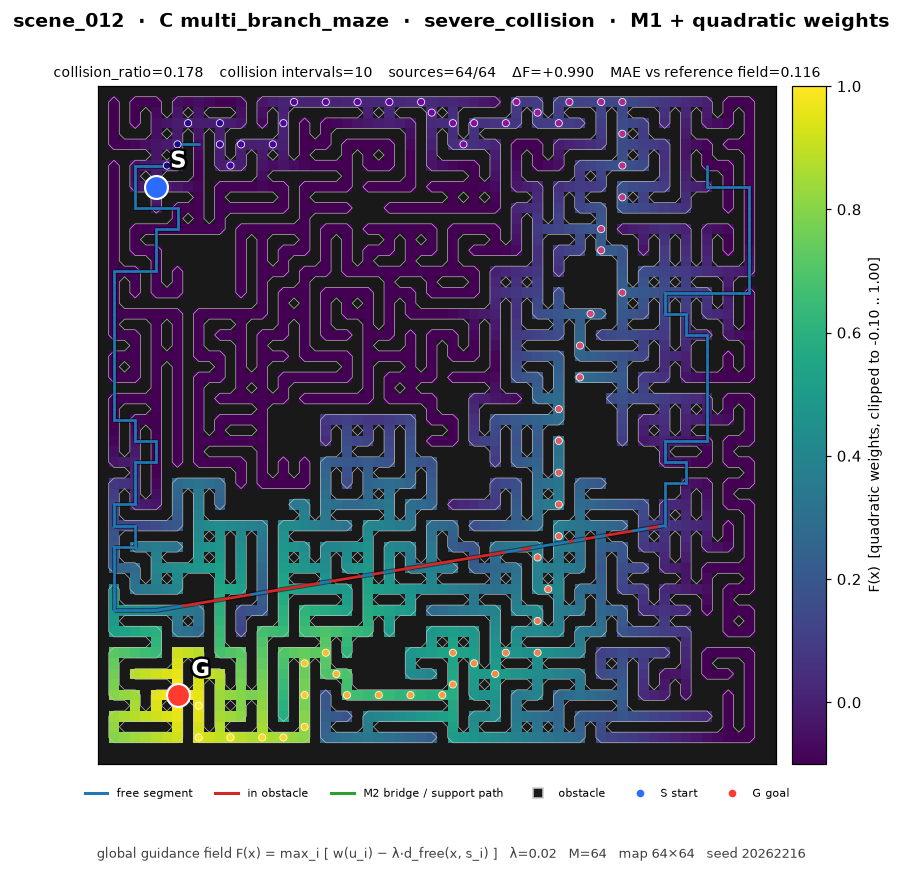 scene_012  ·  C multi_branch_maze  ·  severe_collision  ·  M1 + quadratic weights
collision_ratio=0.178    collision intervals=10    sources=64/64    ΔF=+0.990    MAE vs reference field=0.116
S
G
1.0
0.8
0.6
0.4
0.2
0.0
F(x)  [quadratic weights, clipped to -0.10 .. 1.00]
free segment
in obstacle
M2 bridge / support path
obstacle
S start
G goal
global guidance field F(x) = max_i [ w(u_i) − λ·d_free(x, s_i) ]   λ=0.02   M=64   map 64×64   seed 20262216